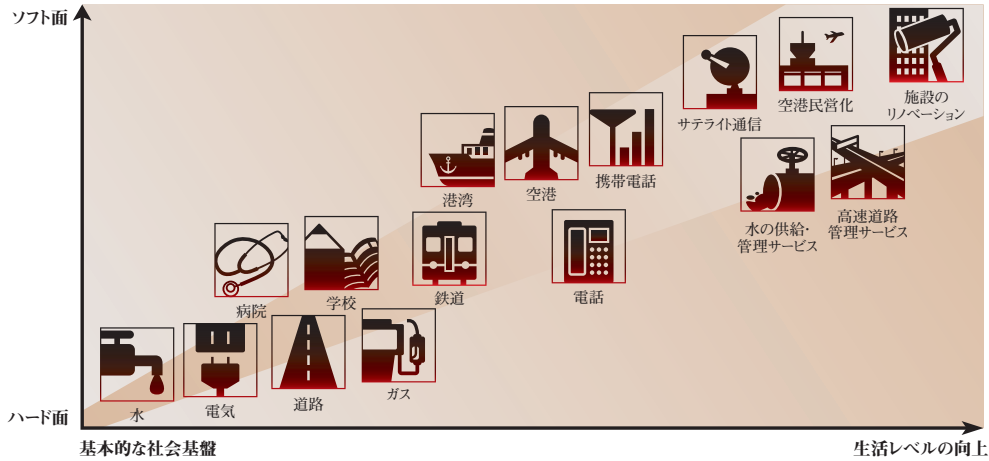 ソフト面
施設の
リノベーション
空港民営化
サテライト通信
携帯電話
空港
港湾
高速道路
管理サービス
水の供給・
管理サービス
電話
鉄道
学校
病院
ガス
道路
電気
水
ハード面
基本的な社会基盤
生活レベルの向上